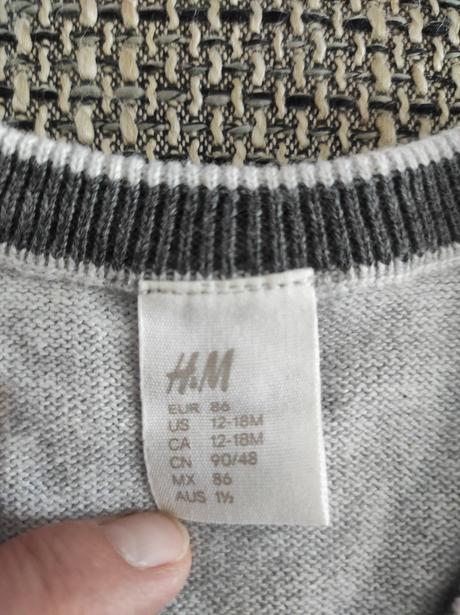 H&M
EUR 86
US 12-18M
CA 12-18M
CN 90/48
MX 86
AUS 1½